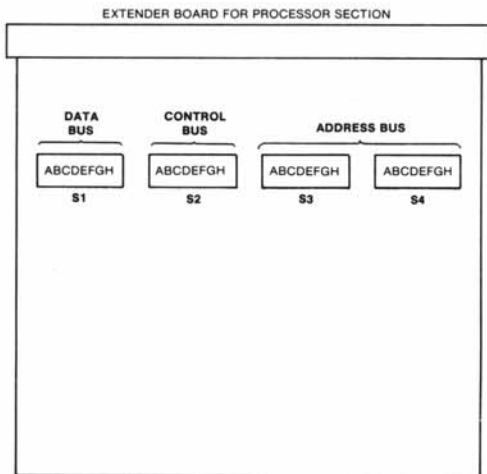 EXTENDER BOARD FOR PROCESSOR SECTION
DATA
BUS
CONTROL
BUS
ADDRESS BUS
ABCDEFGH
ABCDEFGH
ABCDEFGH
ABCDEFGH
S1
S2
S3
S4